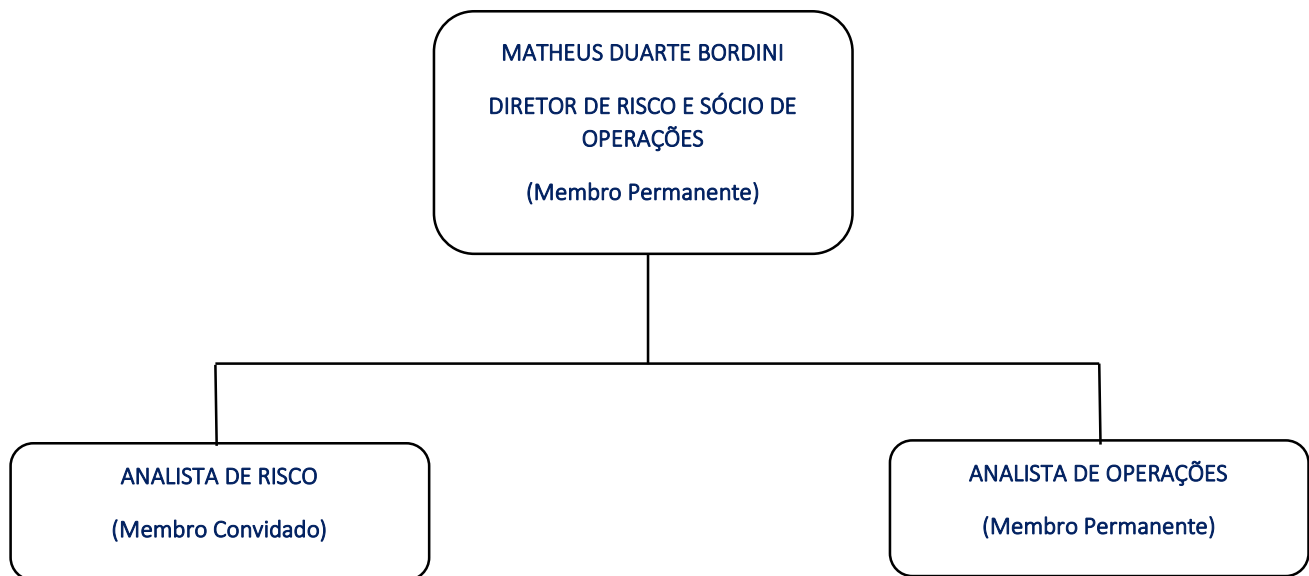 MATHEUS DUARTE BORDINI
DIRETOR DE RISCO E SÓCIO DE
OPERAÇÕES
(Membro Permanente)
ANALISTA DE RISCO
(Membro Convidado)
ANALISTA DE OPERAÇÕES
(Membro Permanente)